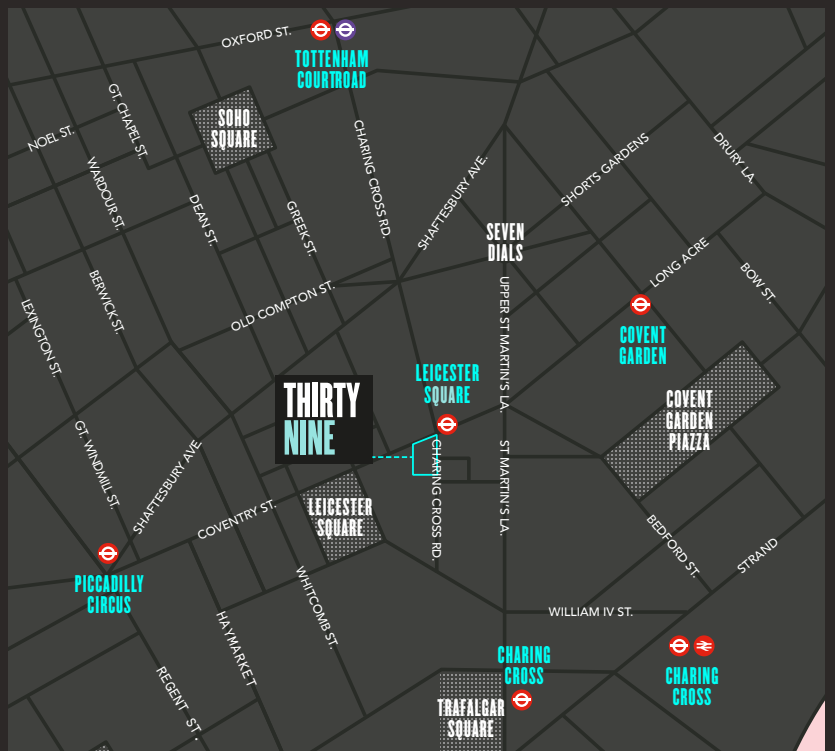 OXFORD ST.
TOTTENHAM
COURTROAD
GT. CHAPEL ST.
SOHO
SQUARE
NOEL ST.
WARDOUR ST.
DEAN ST.
GREEK ST.
CHARING CROSS RD.
SHAFTESBURY AVE.
SHORTS GARDENS
DRURY LA.
SEVEN
DIALS
LONG ACRE
BOW ST.
BERWICK ST.
LEXINGTON ST.
OLD COMPTON ST.
UPPER ST MARTIN'S LA.
COVENT
GARDEN
LEICESTER
SQUARE
THIRTY
NINE
COVENT
GARDEN
PIAZZA
GT. WINDMILL ST.
SHAFTESBURY AVE
CHARING CROSS RD.
ST MARTIN'S LA.
COVENTRY ST.
LEICESTER
SQUARE
BEDFORD ST.
STRAND
PICCADILLY
CIRCUS
WHITCOMB ST.
HAYMARKET
WILLIAM IV ST.
CHARING
CROSS
CHARING
CROSS
REGENT ST.
TRAFALGAR
SQUARE